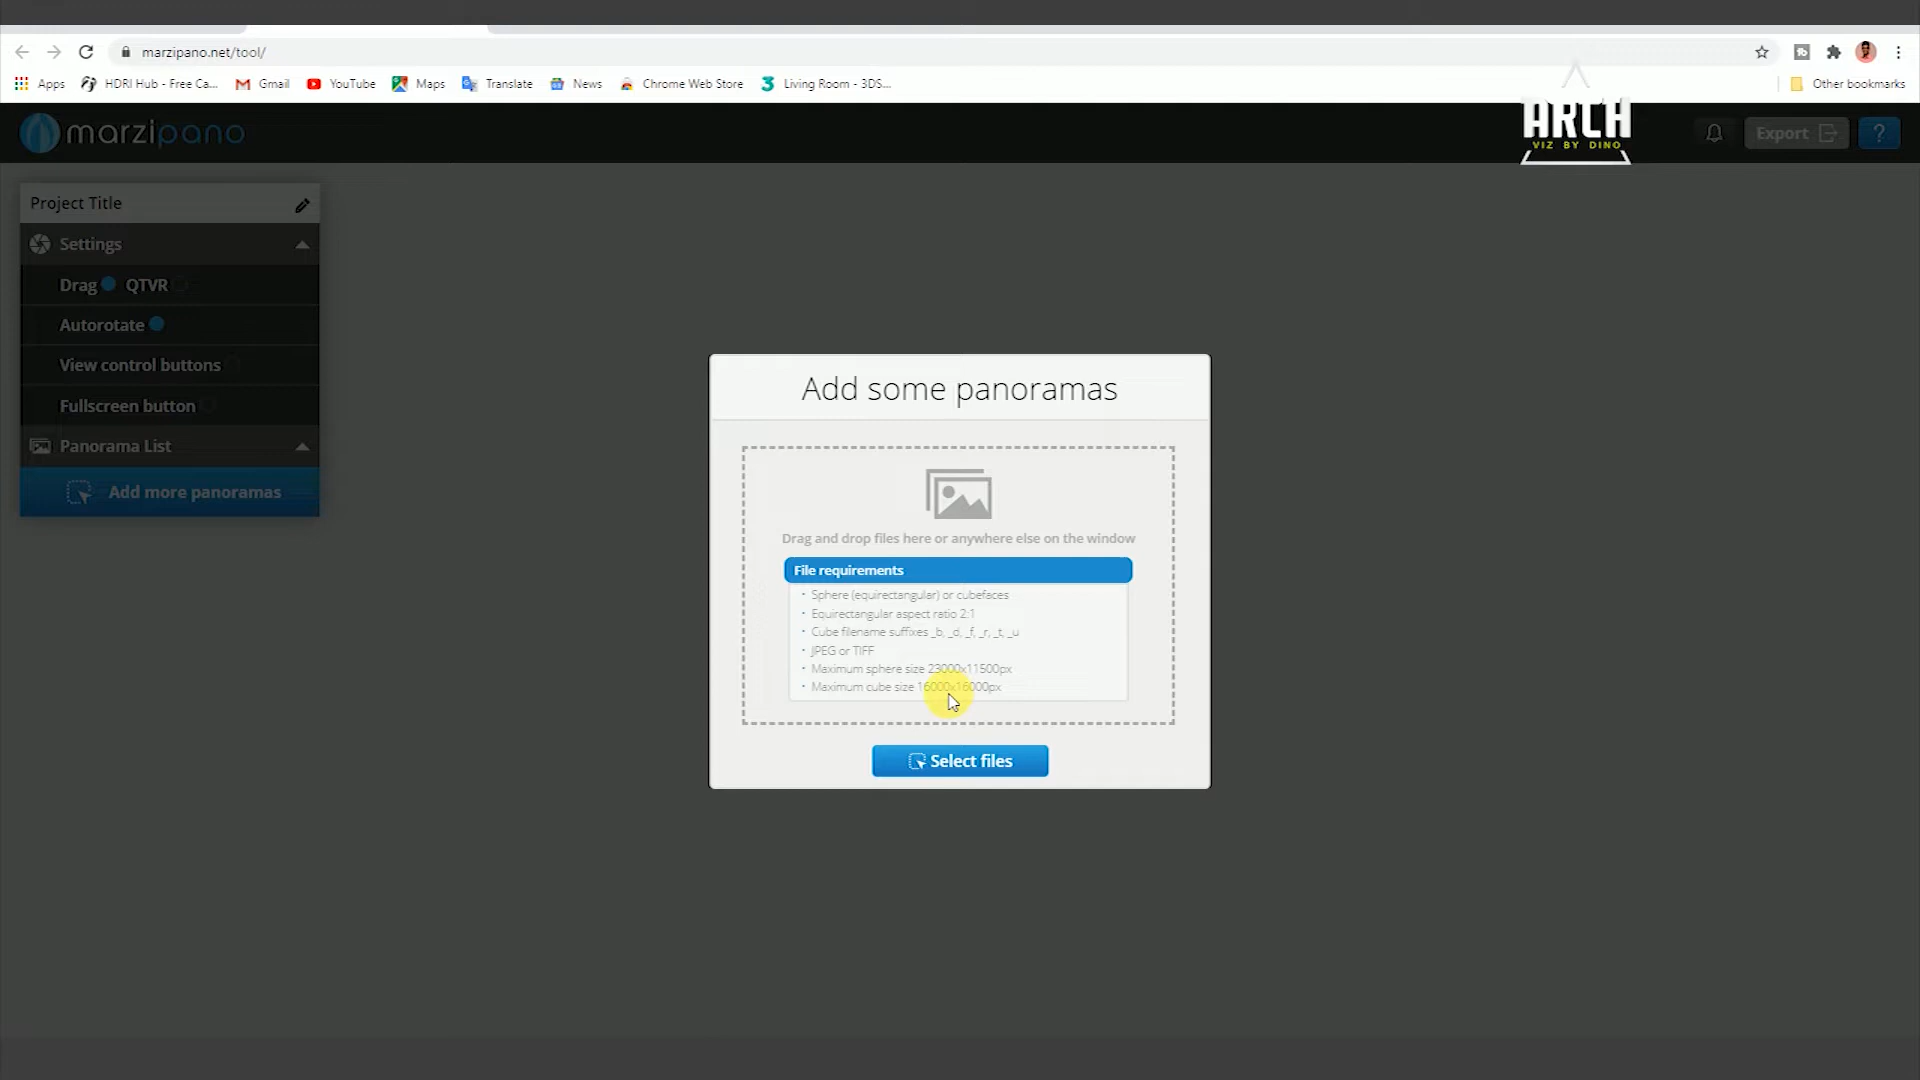 marzipano.net/tool/
Apps
HDRI Hub - Free Ca...
Gmail
YouTube
Maps
Translate
News
Chrome Web Store
Living Room - 3DS...
Other bookmarks
marzipano
ARCH
VIZ BY DINO
Export
?
Project Title
Settings
Drag QTVR
Autorotate
View control buttons
Fullscreen button
Panorama List
Add more panoramas
Add some panoramas
Drag and drop files here or anywhere else on the window
File requirements
• Sphere (equirectangular) or cubefaces
• Equirectangular aspect ratio 2:1
• Cube filename suffixes _b, _d, _f, _r, _t, _u
• JPEG or TIFF
• Maximum sphere size 23000x11500px
• Maximum cube size 16000x16000px
Select files